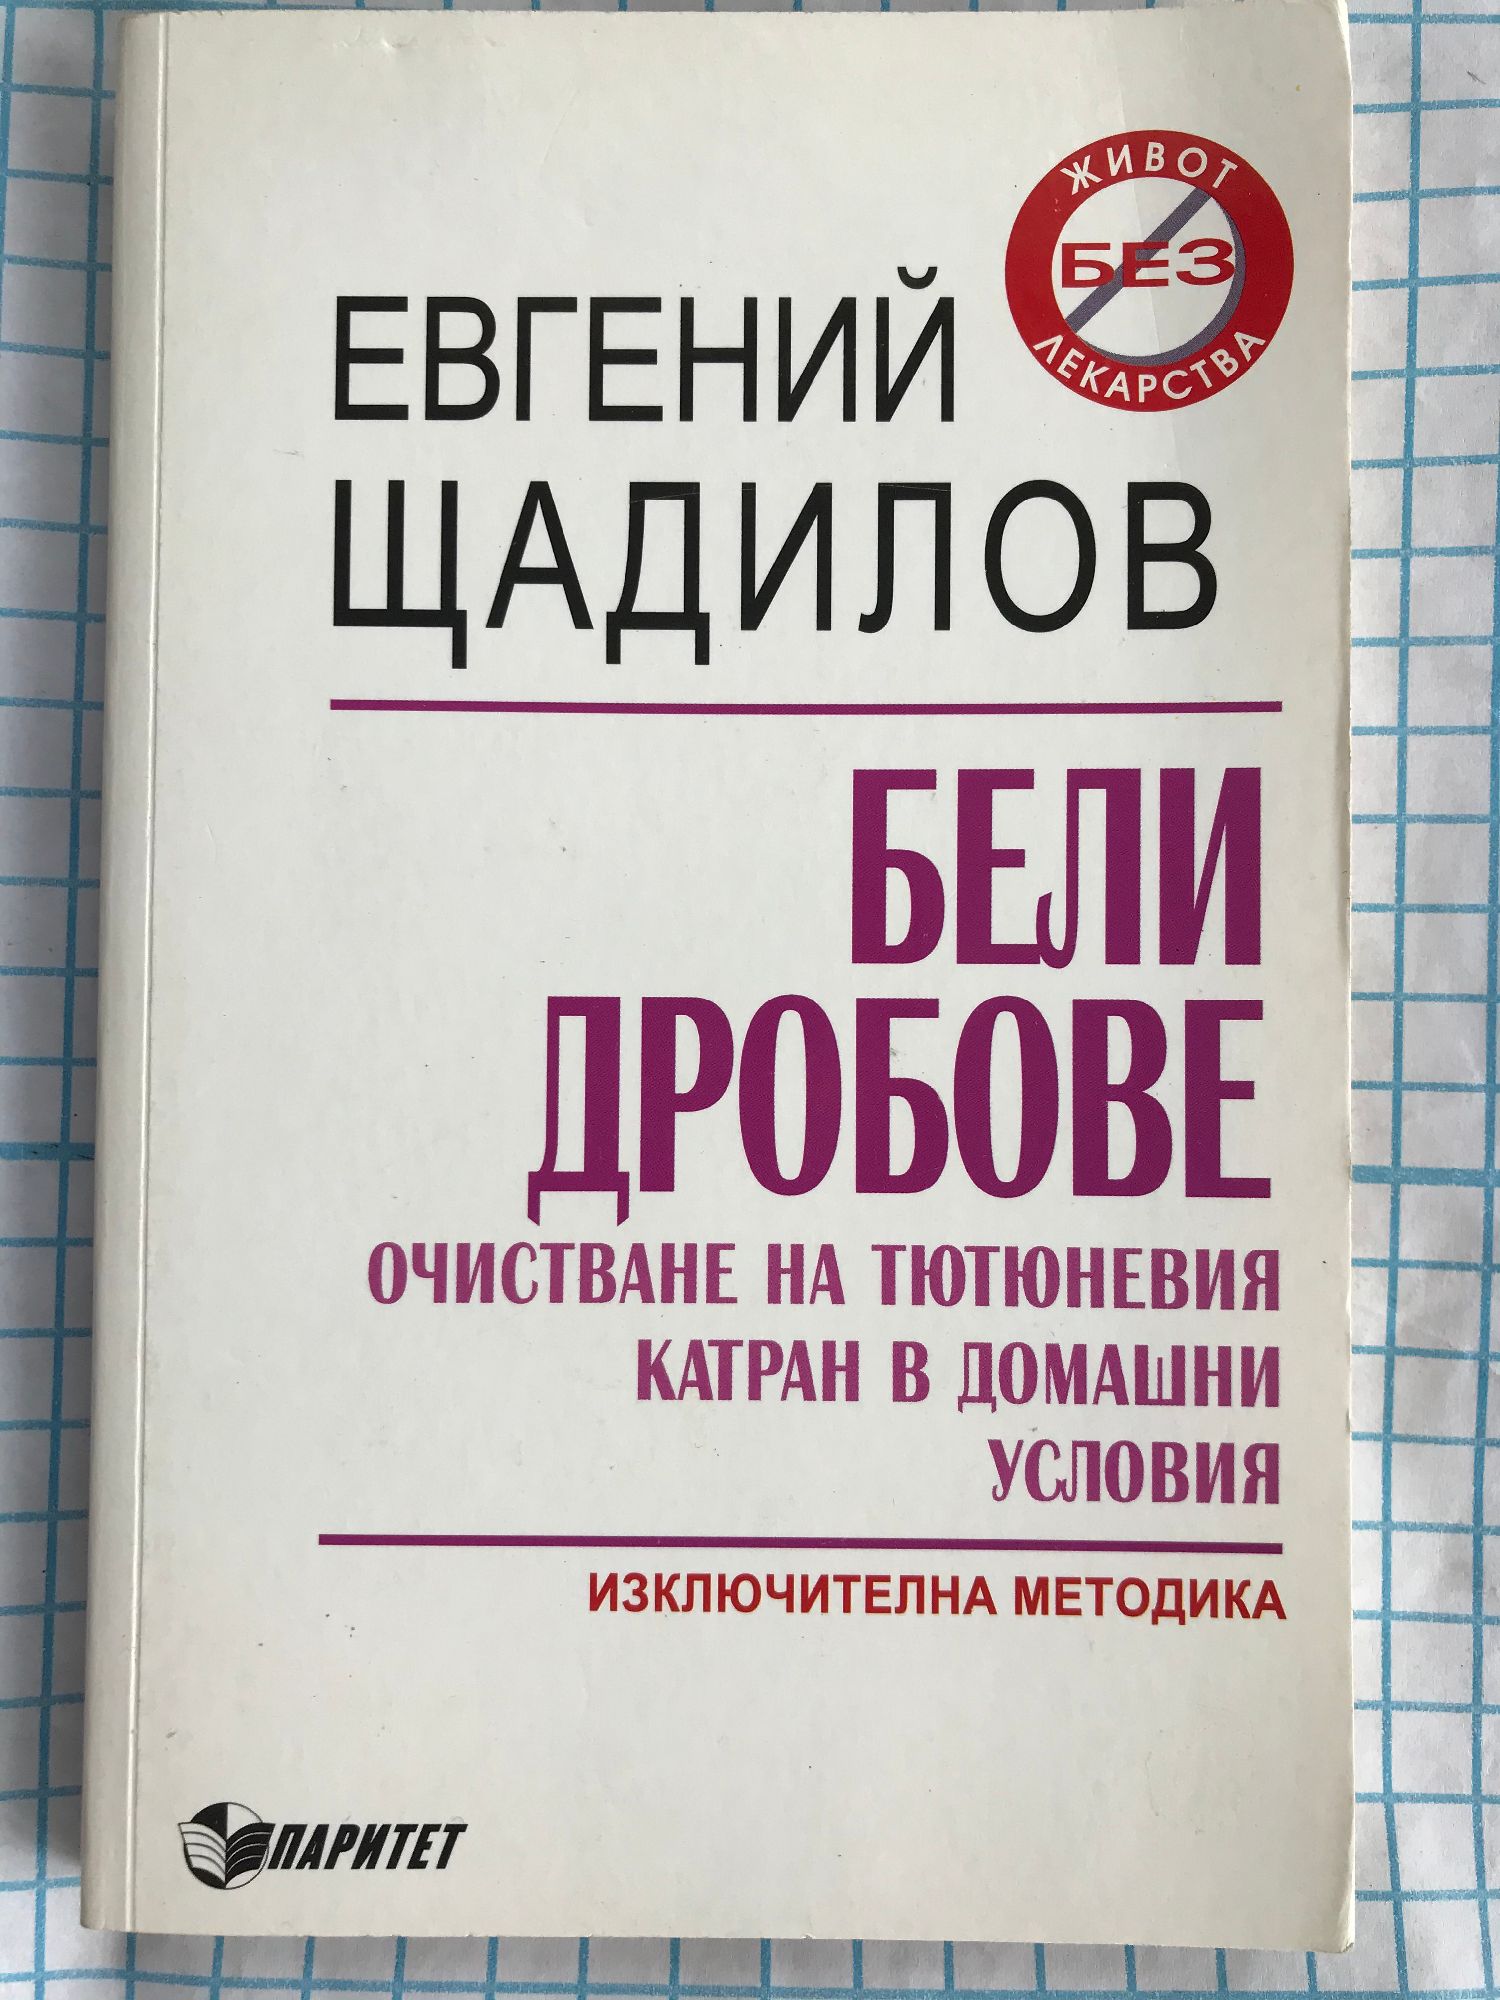 ЖИВОТ
БЕЗ
ЛЕКАРСТВА
ЕВГЕНИЙ
ЩАДИЛОВ
БЕЛИ
ДРОБОВЕ
ОЧИСТВАНЕ НА ТЮТЮНЕВИЯ
КАТРАН В ДОМАШНИ
УСЛОВИЯ
ИЗКЛЮЧИТЕЛНА МЕТОДИКА
ПАРИТЕТ